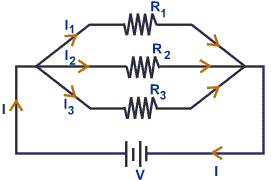 I₁ R₁
I₂ R₂
I₃ R₃
I
V I